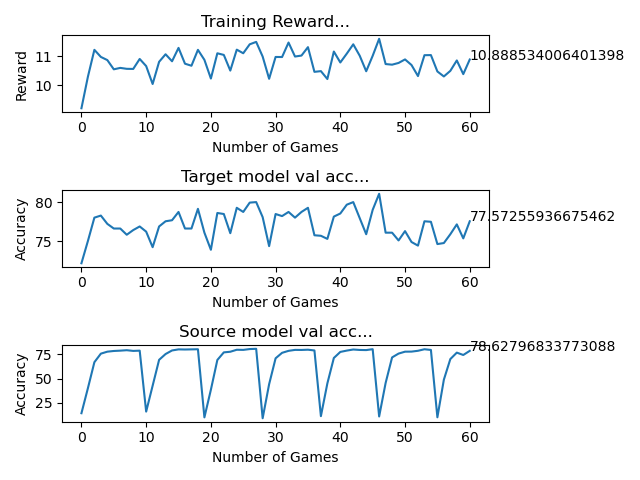 Training Reward...
Reward
11
10
10.888534006401398
0 10 20 30 40 50 60
Number of Games
Target model val acc...
Accuracy
80
75
77.57255936675462
0 10 20 30 40 50 60
Number of Games
Source model val acc...
Accuracy
75
50
25
78.62796833773088
0 10 20 30 40 50 60
Number of Games